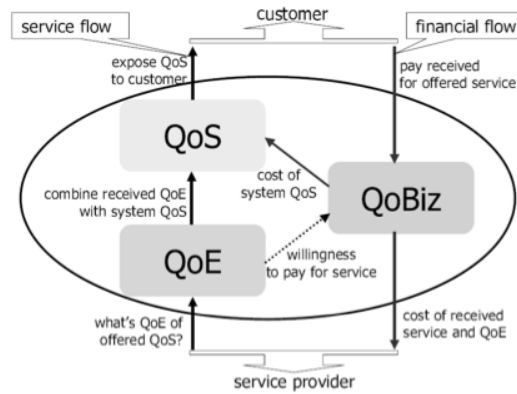 customer
service flow
financial flow
expose QoS
to customer
pay received
for offered service
QoS
cost of
system QoS
QoBiz
combine received QoE
with system QoS
QoE
willingness
to pay for service
what's QoE of
offered QoS?
cost of received
service and QoE
service provider